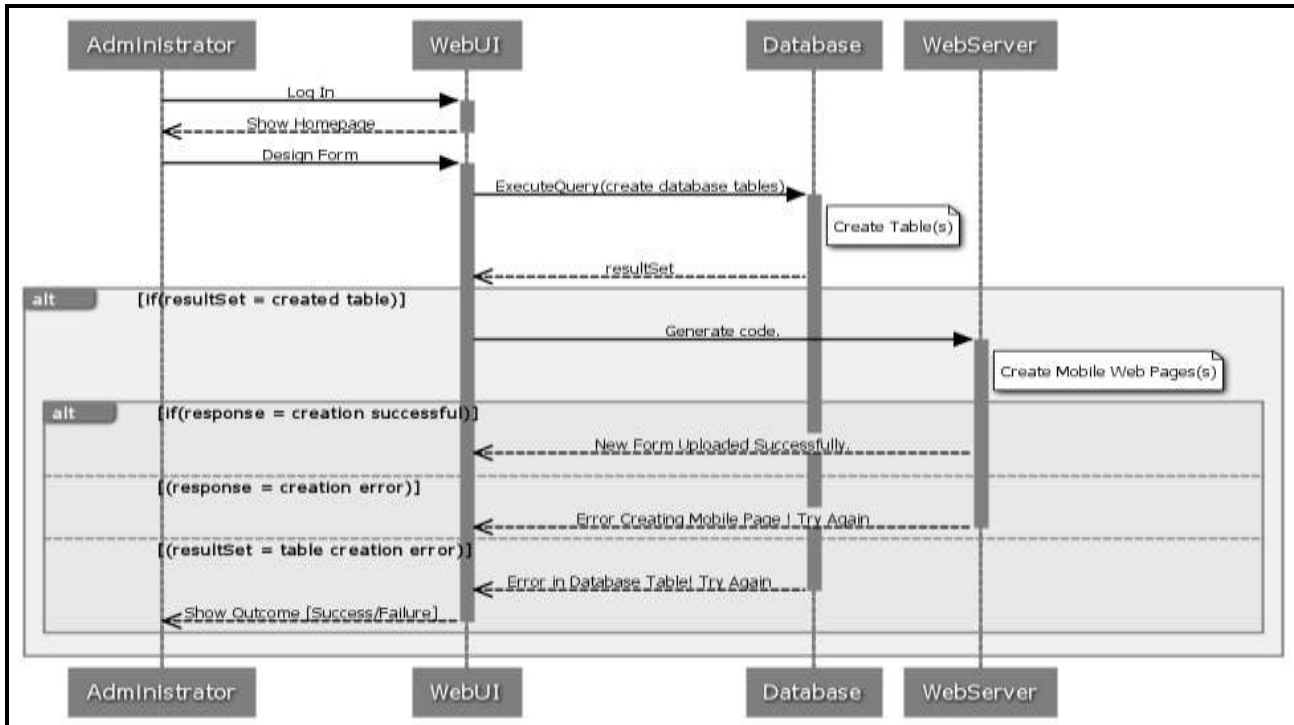 Administrator
WebUI
Database
WebServer
Log In
Show Homepage
Design Form
ExecuteQuery(create database tables)
Create Table(s)
resultSet
alt
[if(resultSet = created table)]
Generate code.
Create Mobile Web Pages(s)
alt
[if(response = creation successful)]
New Form Uploaded Successfully.
[(response = creation error)]
Error Creating Mobile Page ! Try Again
[(resultSet = table creation error)]
Error in Database Table! Try Again
Show Outcome [Success/Failure]
Administrator
WebUI
Database
WebServer